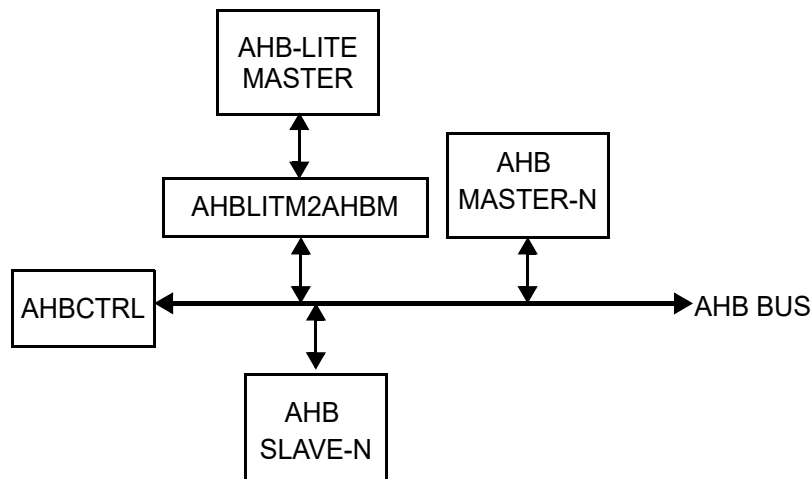 AHB-LITE
MASTER
AHB
MASTER-N
AHBLITM2AHBM
AHBCTRL
AHB BUS
AHB
SLAVE-N